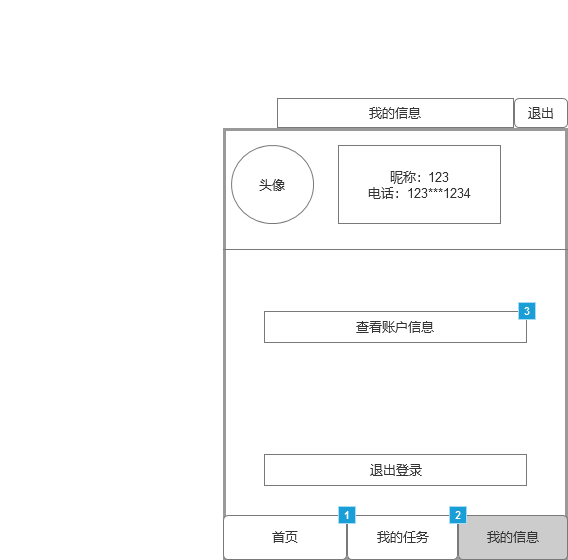 我的信息 退出
头像
昵称：123
电话：123***1234
3
查看账户信息
退出登录
1 2
首页 我的任务 我的信息